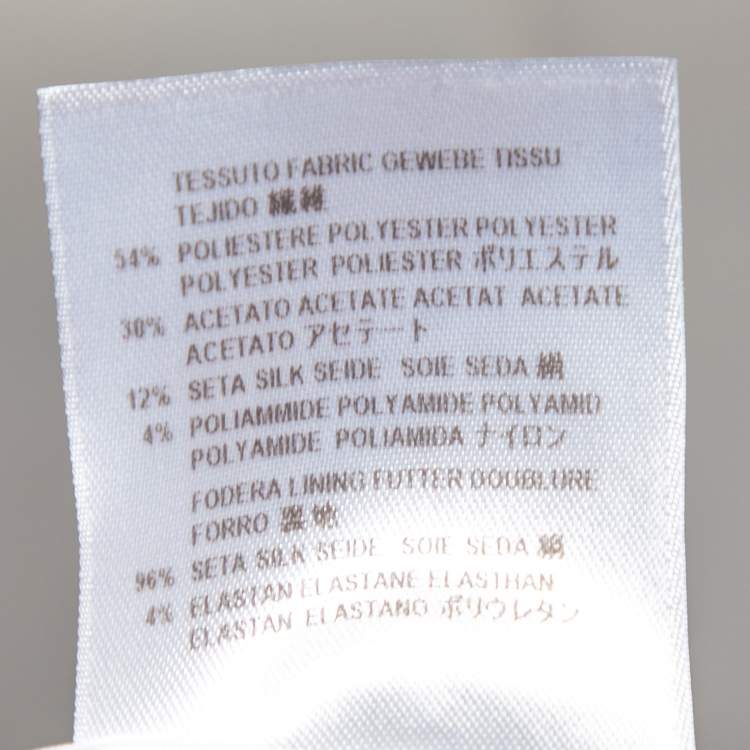 TESSUTO FABRIC GEWEBE TISSU
TEJIDO 繊維
54% POLIESTERE POLYESTER POLYESTER
POLYESTER POLIESTER ポリエステル
30% ACETATO ACETATE ACETAT ACETATE
ACETATO アセテート
12% SETA SILK SEIDE SOIE SEDA 絹
4% POLIAMMIDE POLYAMIDE POLYAMID
POLYAMIDE POLIAMIDA ナイロン
FODERA LINING FUTTER DOUBLURE
FORRO 裏地
96% SETA SILK SEIDE SOIE SEDA 絹
4% ELASTAN ELASTANE ELASTHAN
ELASTAN ELASTANO ポリウレタン